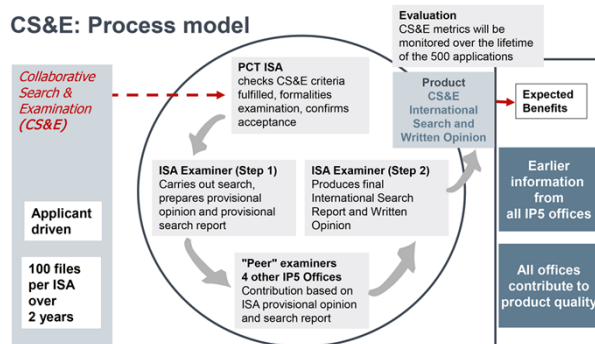 CS&E: Process model
Evaluation
CS&E metrics will be
monitored over the lifetime
of the 500 applications
Collaborative
Search &
Examination
(CS&E)
PCT ISA
checks CS&E criteria
fulfilled, formalities
examination, confirms
acceptance
Product
CS&E
International
Search and
Written Opinion
Expected
Benefits
ISA Examiner (Step 1)
Carries out search,
prepares provisional
opinion and provisional
search report
ISA Examiner (Step 2)
Produces final
International Search
Report and Written
Opinion
Earlier
information
from
all IP5 offices
Applicant
driven
100 files
per ISA
over
2 years
"Peer" examiners
4 other IP5 Offices
Contribution based on
ISA provisional opinion
and search report
All offices
contribute to
product quality